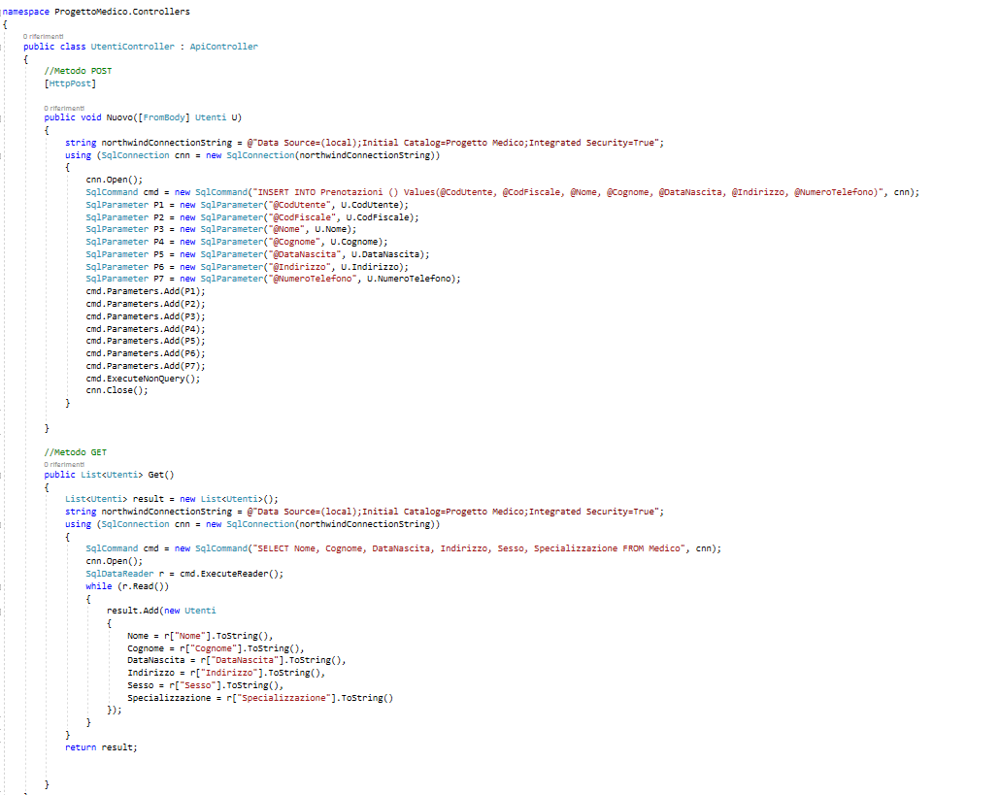 namespace ProgettoMedico.Controllers
{
0 riferimenti
public class UtentiController : ApiController
{
//Metodo POST
[HttpPost]
0 riferimenti
public void Nuovo([FromBody] Utenti U)
{
string northwindConnectionString = @"Data Source=(local);Initial Catalog=Progetto Medico;Integrated Security=True";
using (SqlConnection cnn = new SqlConnection(northwindConnectionString))
{
cnn.Open();
SqlCommand cmd = new SqlCommand("INSERT INTO Prenotazioni () Values(@CodUtente, @CodFiscale, @Nome, @Cognome, @DataNascita, @Indirizzo, @NumeroTelefono)", cnn);
SqlParameter P1 = new SqlParameter("@CodUtente", U.CodUtente);
SqlParameter P2 = new SqlParameter("@CodFiscale", U.CodFiscale);
SqlParameter P3 = new SqlParameter("@Nome", U.Nome);
SqlParameter P4 = new SqlParameter("@Cognome", U.Cognome);
SqlParameter P5 = new SqlParameter("@DataNascita", U.DataNascita);
SqlParameter P6 = new SqlParameter("@Indirizzo", U.Indirizzo);
SqlParameter P7 = new SqlParameter("@NumeroTelefono", U.NumeroTelefono);
cmd.Parameters.Add(P1);
cmd.Parameters.Add(P2);
cmd.Parameters.Add(P3);
cmd.Parameters.Add(P4);
cmd.Parameters.Add(P5);
cmd.Parameters.Add(P6);
cmd.Parameters.Add(P7);
cmd.ExecuteNonQuery();
cnn.Close();
}
}
//Metodo GET
0 riferimenti
public List<Utenti> Get()
{
List<Utenti> result = new List<Utenti>();
string northwindConnectionString = @"Data Source=(local);Initial Catalog=Progetto Medico;Integrated Security=True";
using (SqlConnection cnn = new SqlConnection(northwindConnectionString))
{
SqlCommand cmd = new SqlCommand("SELECT Nome, Cognome, DataNascita, Indirizzo, Sesso, Specializzazione FROM Medico", cnn);
cnn.Open();
SqlDataReader r = cmd.ExecuteReader();
while (r.Read())
{
result.Add(new Utenti
{
Nome = r["Nome"].ToString(),
Cognome = r["Cognome"].ToString(),
DataNascita = r["DataNascita"].ToString(),
Indirizzo = r["Indirizzo"].ToString(),
Sesso = r["Sesso"].ToString(),
Specializzazione = r["Specializzazione"].ToString()
});
}
}
return result;
}